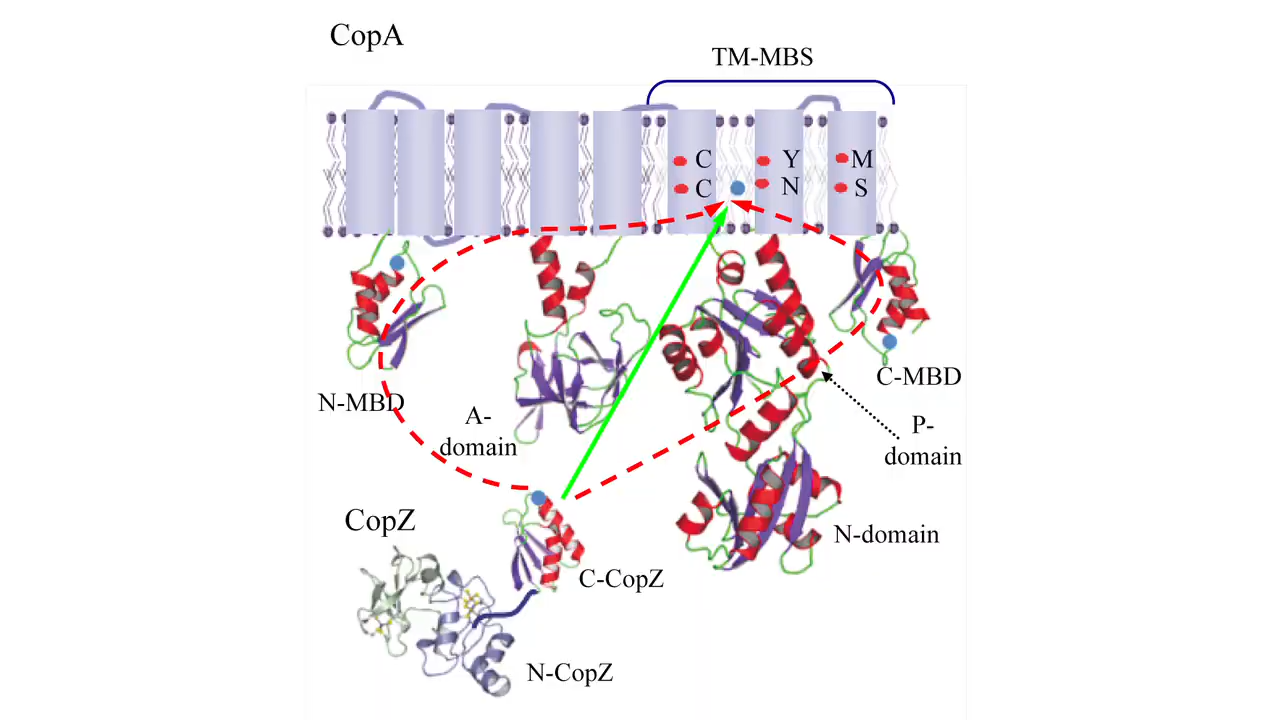 CopA
TM-MBS
C Y M
C N S
C-MBD
N-MBD
A-
domain
P-
domain
CopZ
N-domain
C-CopZ
N-CopZ